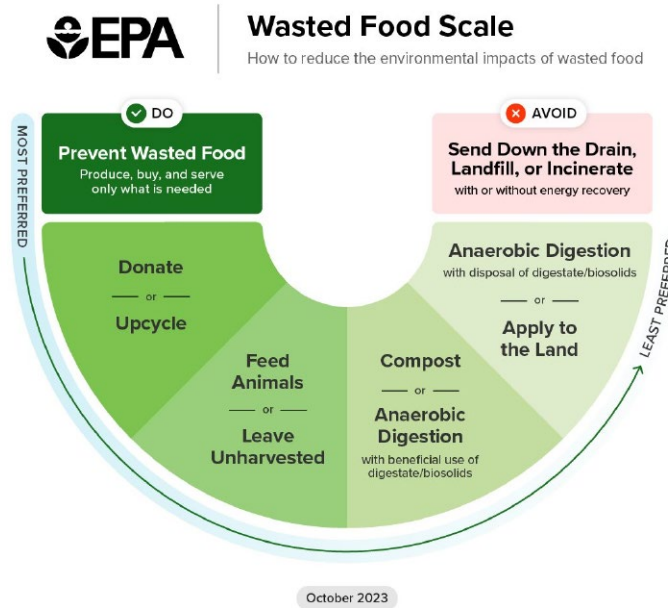 EPA
Wasted Food Scale
How to reduce the environmental impacts of wasted food
DO
AVOID
MOST PREFERRED
Prevent Wasted Food
Produce, buy, and serve
only what is needed
Send Down the Drain,
Landfill, or Incinerate
with or without energy recovery
Donate
or
Upcycle
Feed
Animals
or
Leave
Unharvested
Compost
or
Anaerobic
Digestion
with beneficial use of
digestate/biosolids
Anaerobic Digestion
with disposal of digestate/biosolids
or
Apply to
the Land
LEAST PREFERRED
October 2023